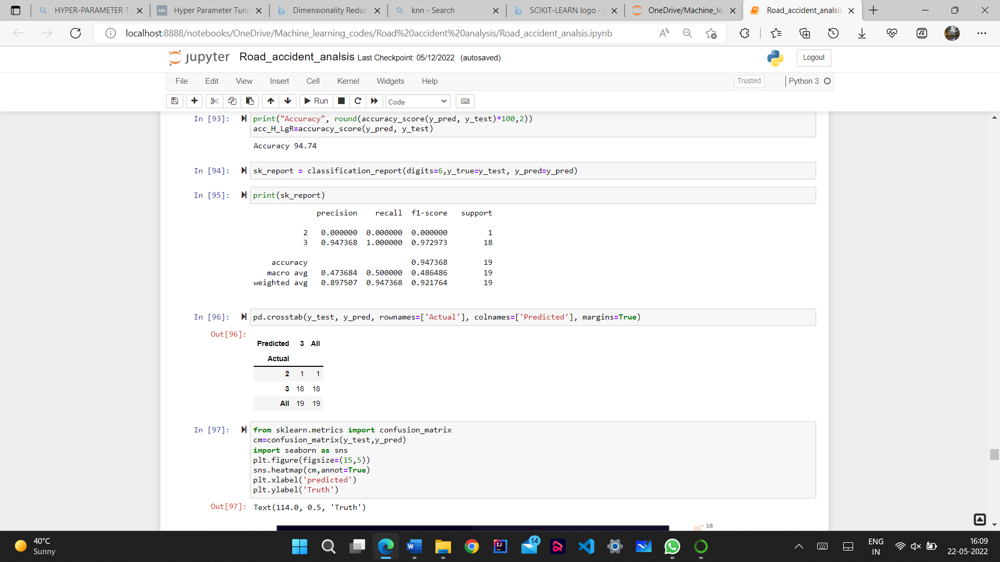 HYPER-PARAMETER T
tds Hyper Parameter Tuni
Dimensionality Reduc
knn - Search
SCIKIT-LEARN logo -
OneDrive/Machine_le
Road_accident_analsis
localhost:8888/notebooks/OneDrive/Machine_learning_codes/Road%20accident%20analysis/Road_accident_analsis.ipynb
jupyter Road_accident_analsis Last Checkpoint: 05/12/2022 (autosaved)
Logout
File Edit View Insert Cell Kernel Widgets Help
Trusted
Python 3
Run
Code
In [93]: print("Accuracy", round(accuracy_score(y_pred, y_test)*100,2))
acc_H_LgR=accuracy_score(y_pred, y_test)
Accuracy 94.74
In [94]: sk_report = classification_report(digits=6,y_true=y_test, y_pred=y_pred)
In [95]: print(sk_report)
precision recall f1-score support
2 0.000000 0.000000 0.000000 1
3 0.947368 1.000000 0.972973 18
accuracy 0.947368 19
macro avg 0.473684 0.500000 0.486486 19
weighted avg 0.897507 0.947368 0.921764 19
In [96]: pd.crosstab(y_test, y_pred, rownames=['Actual'], colnames=['Predicted'], margins=True)
Out[96]:
Predicted 3 All
Actual
2 1 1
3 18 18
All 19 19
In [97]: from sklearn.metrics import confusion_matrix
cm=confusion_matrix(y_test,y_pred)
import seaborn as sns
plt.figure(figsize=(15,5))
sns.heatmap(cm,annot=True)
plt.xlabel('predicted')
plt.ylabel('Truth')
Out[97]: Text(114.0, 0.5, 'Truth')
18
40°C
Sunny
14
ENG
IN
16:09
22-05-2022